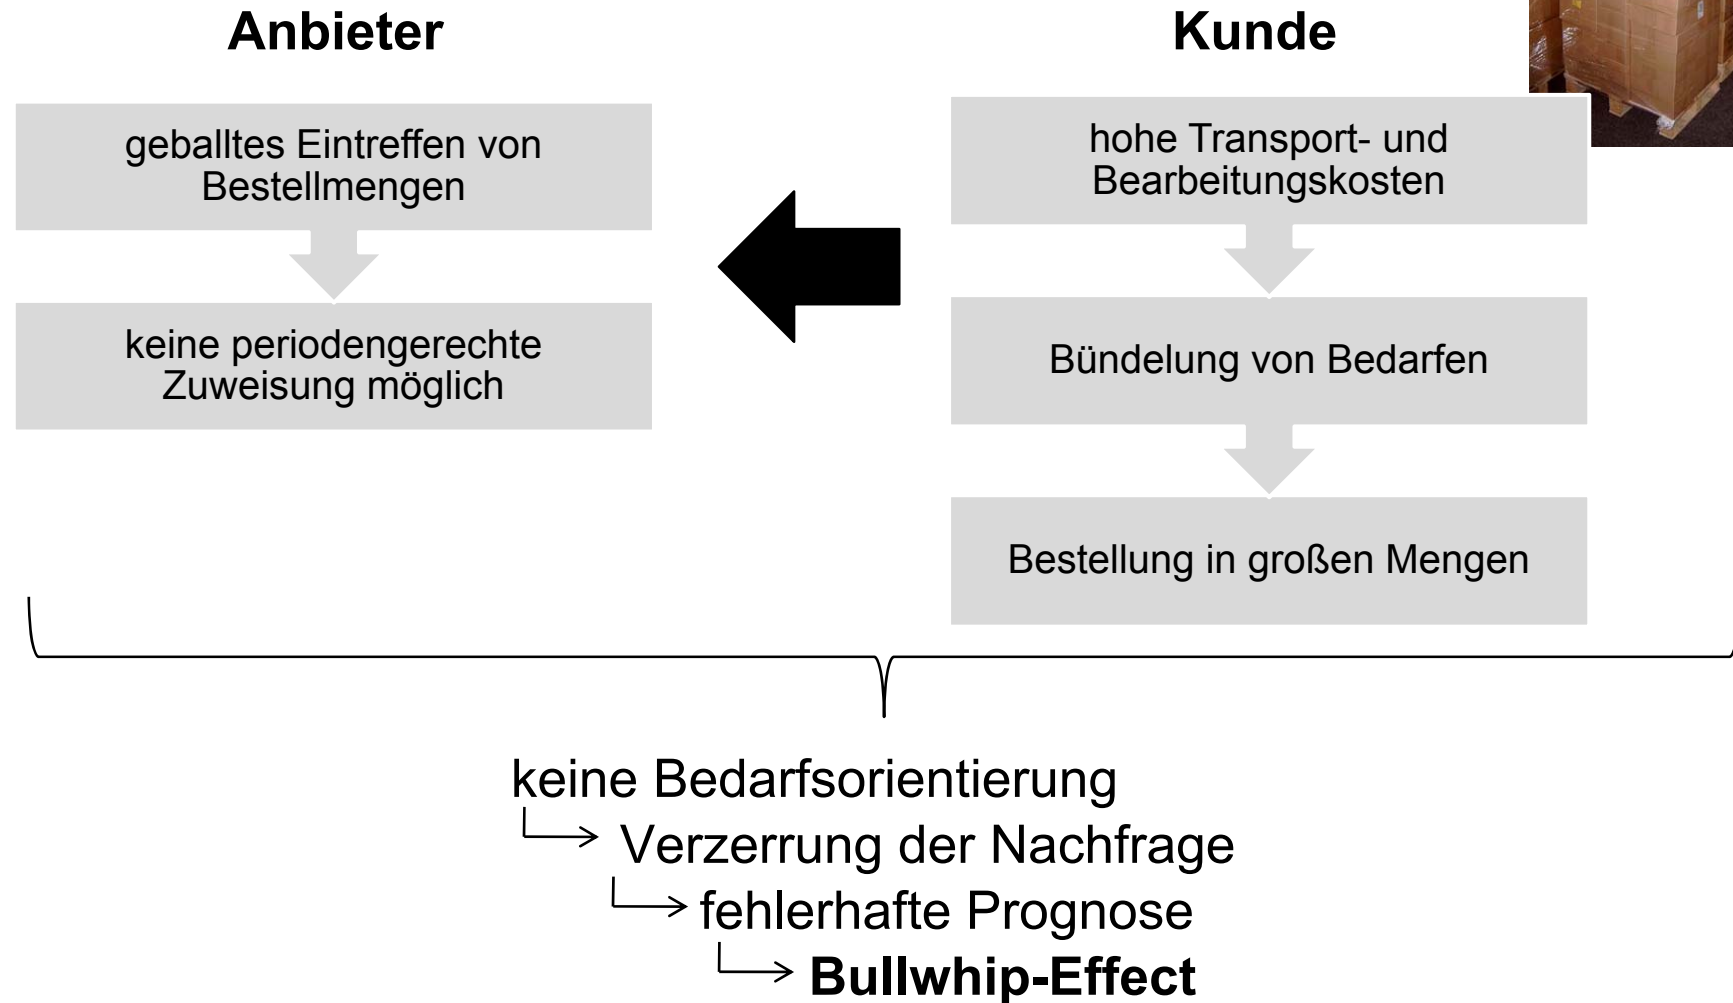 Anbieter
geballtes Eintreffen von
Bestellmengen
keine periodengerechte
Zuweisung möglich
Kunde
hohe Transport- und
Bearbeitungskosten
Bündelung von Bedarfen
Bestellung in großen Mengen
keine Bedarfsorientierung
Verzerrung der Nachfrage
fehlerhafte Prognose
Bullwhip-Effect